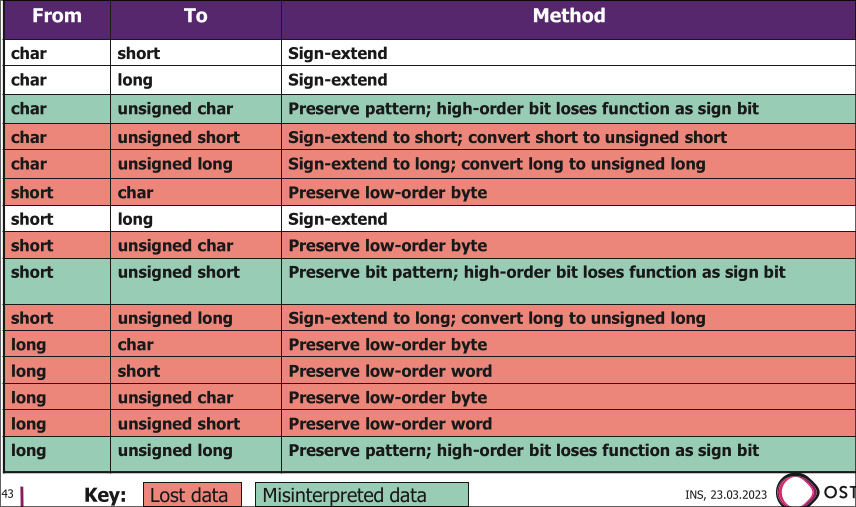 From To Method
char short Sign-extend
char long Sign-extend
char unsigned char Preserve pattern; high-order bit loses function as sign bit
char unsigned short Sign-extend to short; convert short to unsigned short
char unsigned long Sign-extend to long; convert long to unsigned long
short char Preserve low-order byte
short long Sign-extend
short unsigned char Preserve low-order byte
short unsigned short Preserve bit pattern; high-order bit loses function as sign bit
short unsigned long Sign-extend to long; convert long to unsigned long
long char Preserve low-order byte
long short Preserve low-order word
long unsigned char Preserve low-order byte
long unsigned short Preserve low-order word
long unsigned long Preserve pattern; high-order bit loses function as sign bit
43 Key: Lost data Misinterpreted data INS, 23.03.2023 OST